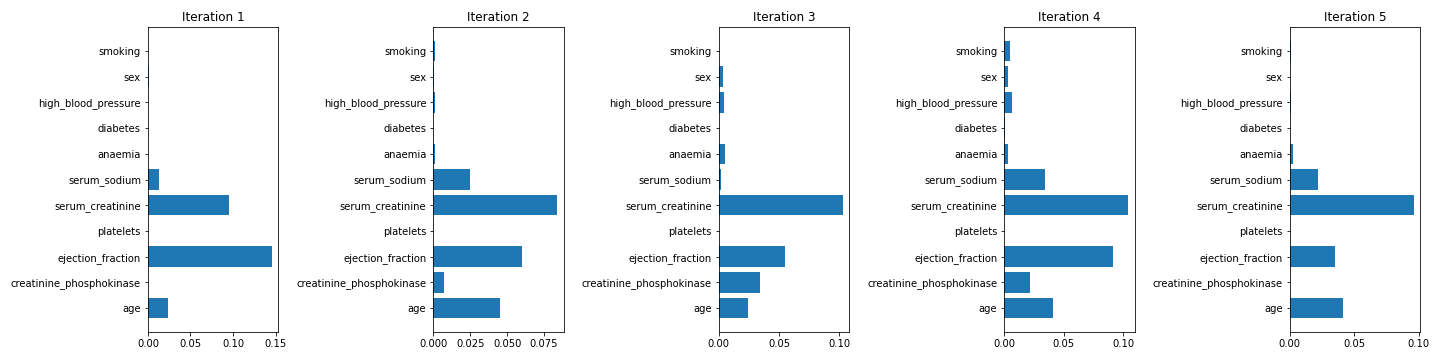 Iteration 1
smoking
sex
high_blood_pressure
diabetes
anaemia
serum_sodium
serum_creatinine
platelets
ejection_fraction
creatinine_phosphokinase
age
0.00 0.05 0.10 0.15
Iteration 2
smoking
sex
high_blood_pressure
diabetes
anaemia
serum_sodium
serum_creatinine
platelets
ejection_fraction
creatinine_phosphokinase
age
0.000 0.025 0.050 0.075
Iteration 3
smoking
sex
high_blood_pressure
diabetes
anaemia
serum_sodium
serum_creatinine
platelets
ejection_fraction
creatinine_phosphokinase
age
0.00 0.05 0.10
Iteration 4
smoking
sex
high_blood_pressure
diabetes
anaemia
serum_sodium
serum_creatinine
platelets
ejection_fraction
creatinine_phosphokinase
age
0.00 0.05 0.10
Iteration 5
smoking
sex
high_blood_pressure
diabetes
anaemia
serum_sodium
serum_creatinine
platelets
ejection_fraction
creatinine_phosphokinase
age
0.00 0.05 0.10